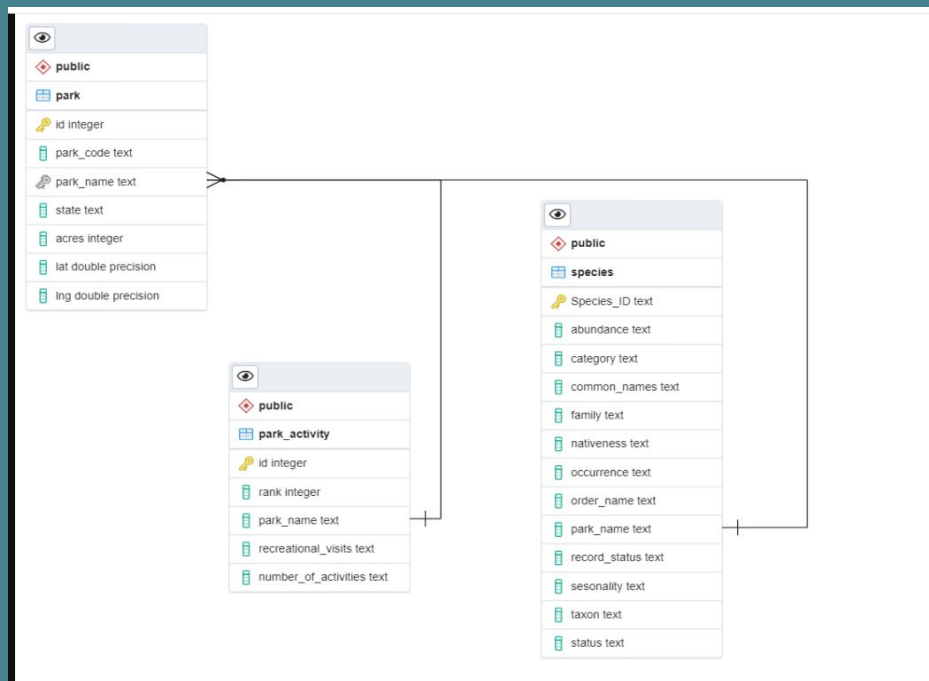 public
park
id integer
park_code text
park_name text
state text
acres integer
lat double precision
lng double precision
public
park_activity
id integer
rank integer
park_name text
recreational_visits text
number_of_activities text
public
species
Species_ID text
abundance text
category text
common_names text
family text
nativeness text
occurrence text
order_name text
park_name text
record_status text
sesonality text
taxon text
status text